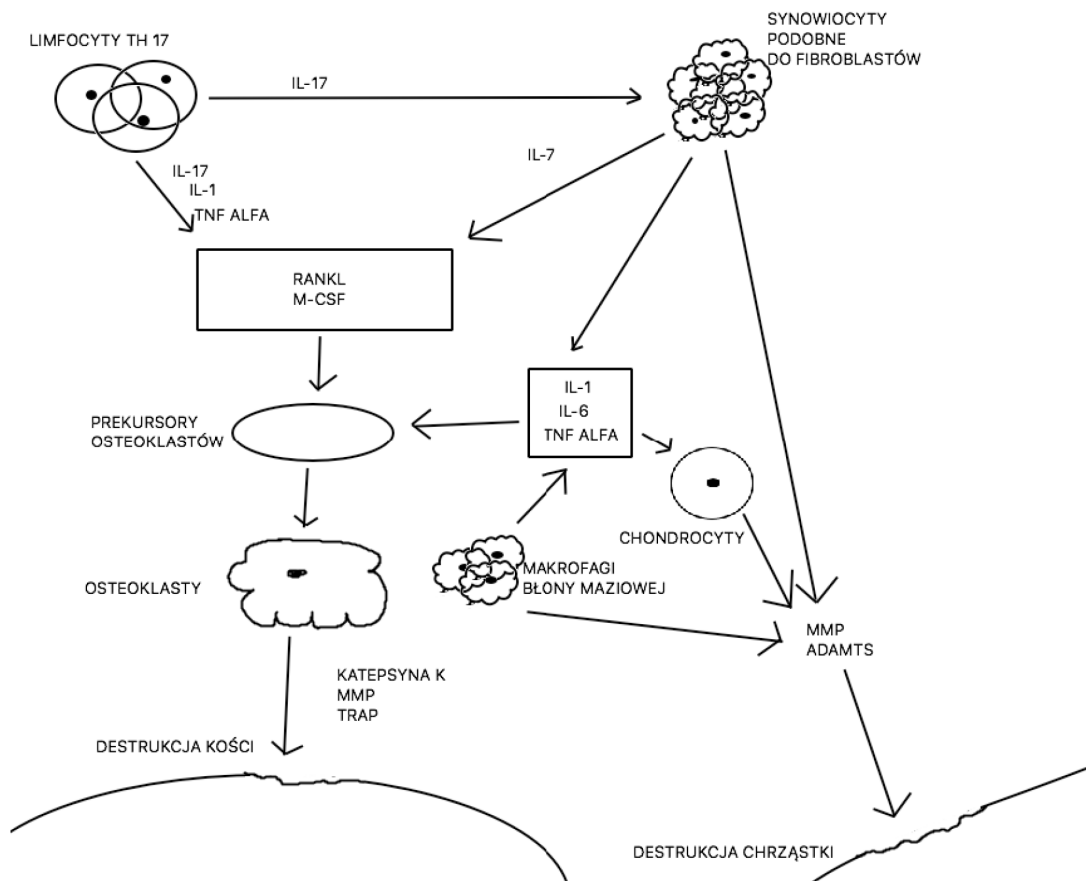 SYNOWIOCYTY
PODOBNE
DO FIBROBLASTÓW
LIMFOCYTY TH 17
IL-17
IL-7
IL-17
IL-1
TNF ALFA
RANKL
M-CSF
IL-1
IL-6
TNF ALFA
PREKURSORY
OSTEOKLASTÓW
CHONDROCYTY
OSTEOKLASTY
MAKROFAGI
BŁONY MAZIOWEJ
MMP
ADAMTS
KATEPSYNA K
MMP
TRAP
DESTRUKCJA KOŚCI
DESTRUKCJA CHRZĄSTKI